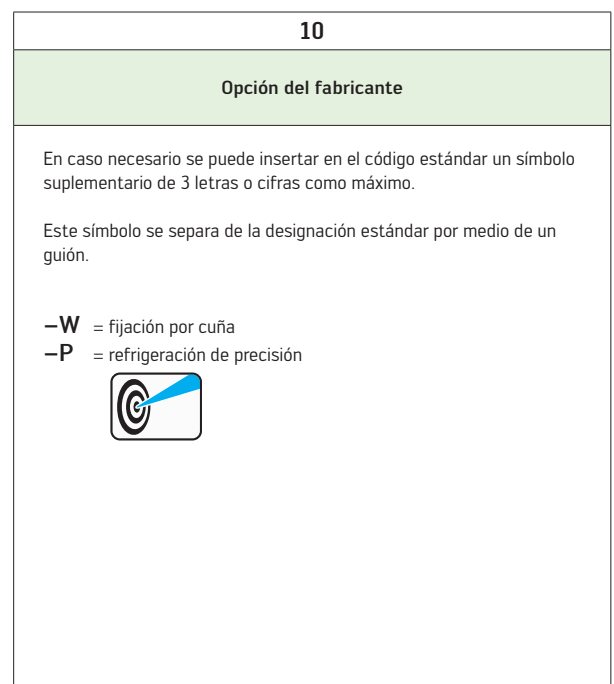 10
Opción del fabricante
En caso necesario se puede insertar en el código estándar un símbolo
suplementario de 3 letras o cifras como máximo.
Este símbolo se separa de la designación estándar por medio de un
guión.
–W = fijación por cuña
–P = refrigeración de precisión